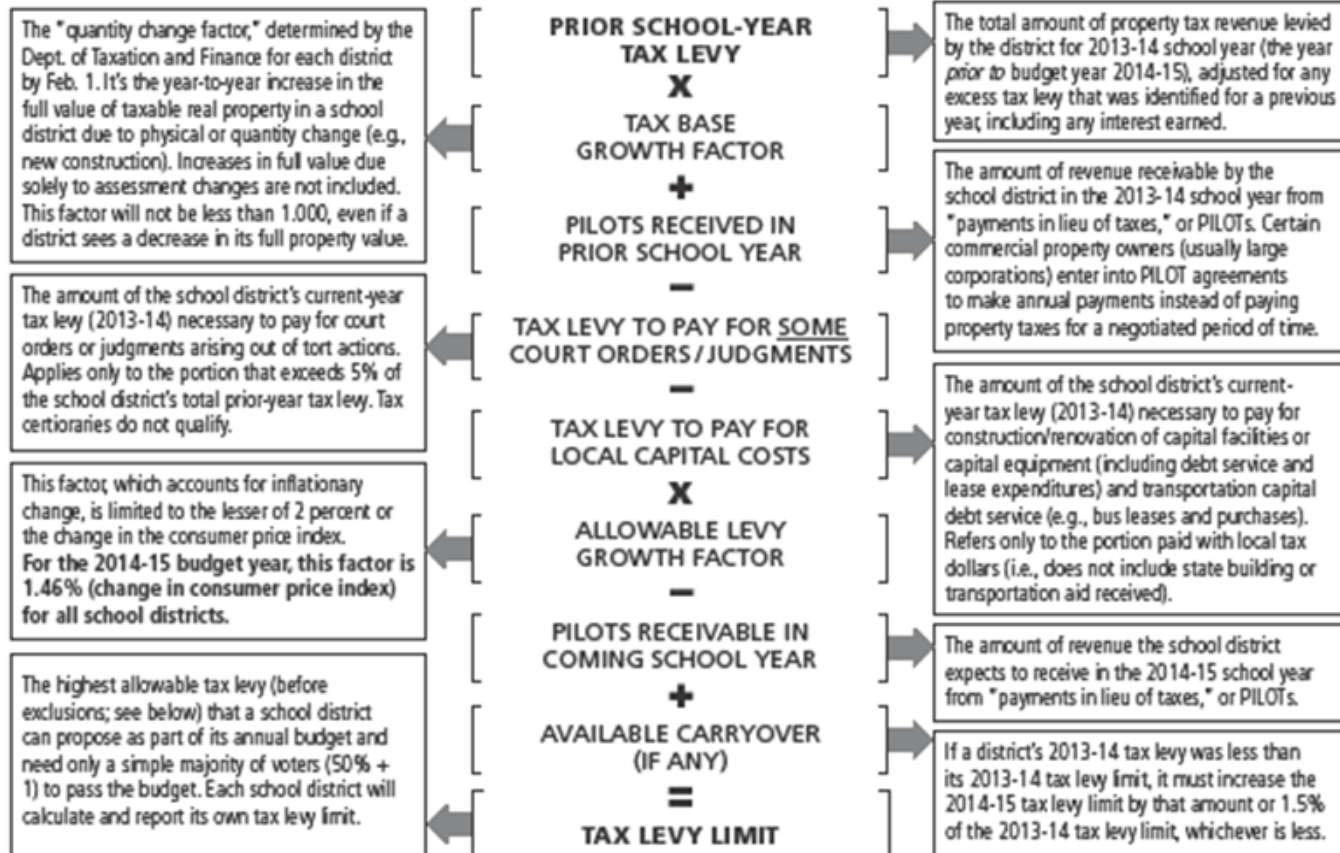 The "quantity change factor," determined by the
Dept. of Taxation and Finance for each district
by Feb. 1. It's the year-to-year increase in the
full value of taxable real property in a school
district due to physical or quantity change (e.g.,
new construction). Increases in full value due
solely to assessment changes are not included.
This factor will not be less than 1.000, even if a
district sees a decrease in its full property value.
The amount of the school district's current-year
tax levy (2013-14) necessary to pay for court
orders or judgments arising out of tort actions.
Applies only to the portion that exceeds 5% of
the school district's total prior-year tax levy. Tax
certioraries do not qualify.
This factor, which accounts for inflationary
change, is limited to the lesser of 2 percent or
the change in the consumer price index.
For the 2014-15 budget year, this factor is
1.46% (change in consumer price index)
for all school districts.
The highest allowable tax levy (before
exclusions; see below) that a school district
can propose as part of its annual budget and
need only a simple majority of voters (50% +
1) to pass the budget. Each school district will
calculate and report its own tax levy limit.
PRIOR SCHOOL-YEAR
TAX LEVY
X
TAX BASE
GROWTH FACTOR
+
PILOTS RECEIVED IN
PRIOR SCHOOL YEAR
–
TAX LEVY TO PAY FOR SOME
COURT ORDERS/JUDGMENTS
–
TAX LEVY TO PAY FOR
LOCAL CAPITAL COSTS
X
ALLOWABLE LEVY
GROWTH FACTOR
–
PILOTS RECEIVABLE IN
COMING SCHOOL YEAR
+
AVAILABLE CARRYOVER
(IF ANY)
=
TAX LEVY LIMIT
The total amount of property tax revenue levied
by the district for 2013-14 school year (the year
prior to budget year 2014-15), adjusted for any
excess tax levy that was identified for a previous
year, including any interest earned.
The amount of revenue receivable by the
school district in the 2013-14 school year from
"payments in lieu of taxes," or PILOTs. Certain
commercial property owners (usually large
corporations) enter into PILOT agreements
to make annual payments instead of paying
property taxes for a negotiated period of time.
The amount of the school district's current-
year tax levy (2013-14) necessary to pay for
construction/renovation of capital facilities or
capital equipment (including debt service and
lease expenditures) and transportation capital
debt service (e.g., bus leases and purchases).
Refers only to the portion paid with local tax
dollars (i.e., does not include state building or
transportation aid received).
The amount of revenue the school district
expects to receive in the 2014-15 school year
from "payments in lieu of taxes," or PILOTs.
If a district's 2013-14 tax levy was less than
its 2013-14 tax levy limit, it must increase the
2014-15 tax levy limit by that amount or 1.5%
of the 2013-14 tax levy limit, whichever is less.